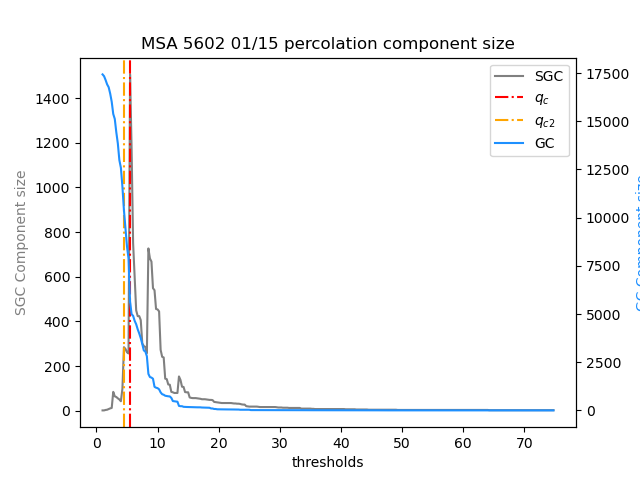 MSA 5602 01/15 percolation component size
SGC
q_c
q_c2
GC
SGC Component size
1400
1200
1000
800
600
400
200
0
17500
15000
12500
10000
7500
5000
2500
0
GC Component size
0 10 20 30 40 50 60 70
thresholds